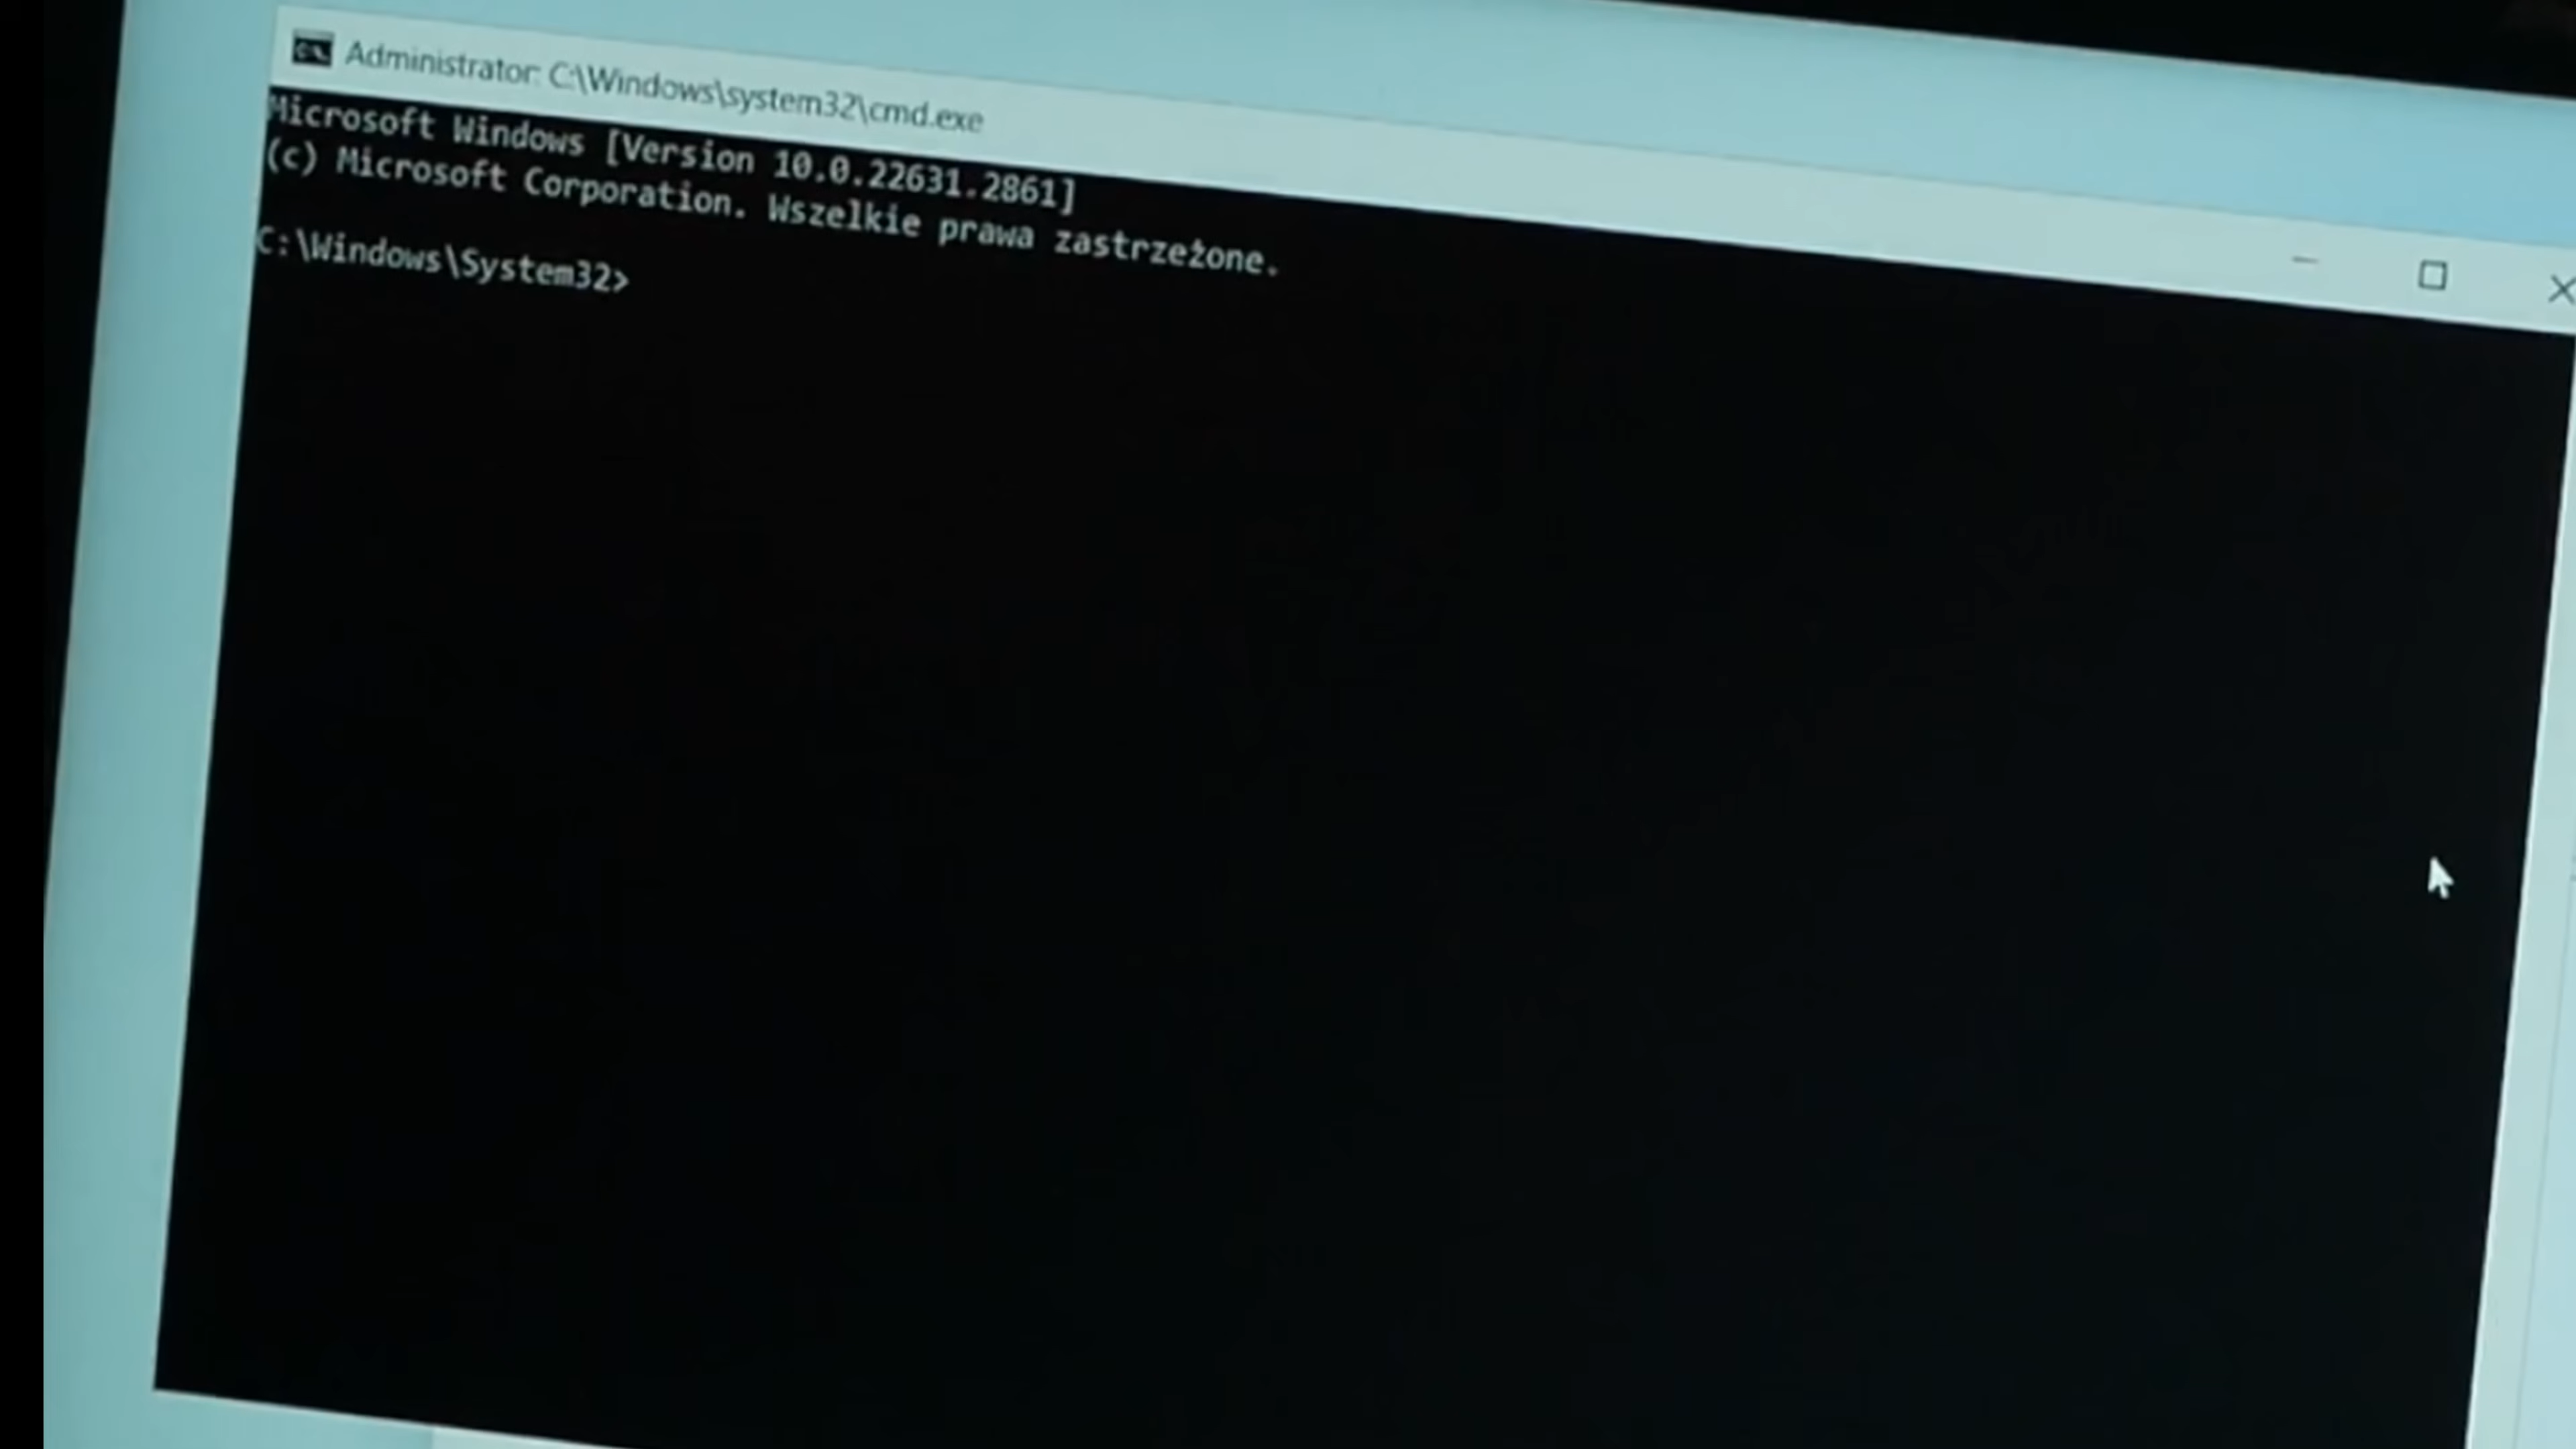 Administrator: C:\Windows\system32\cmd.exe
Microsoft Windows [Version 10.0.22631.2861]
(c) Microsoft Corporation. Wszelkie prawa zastrzeżone.
C:\Windows\System32>